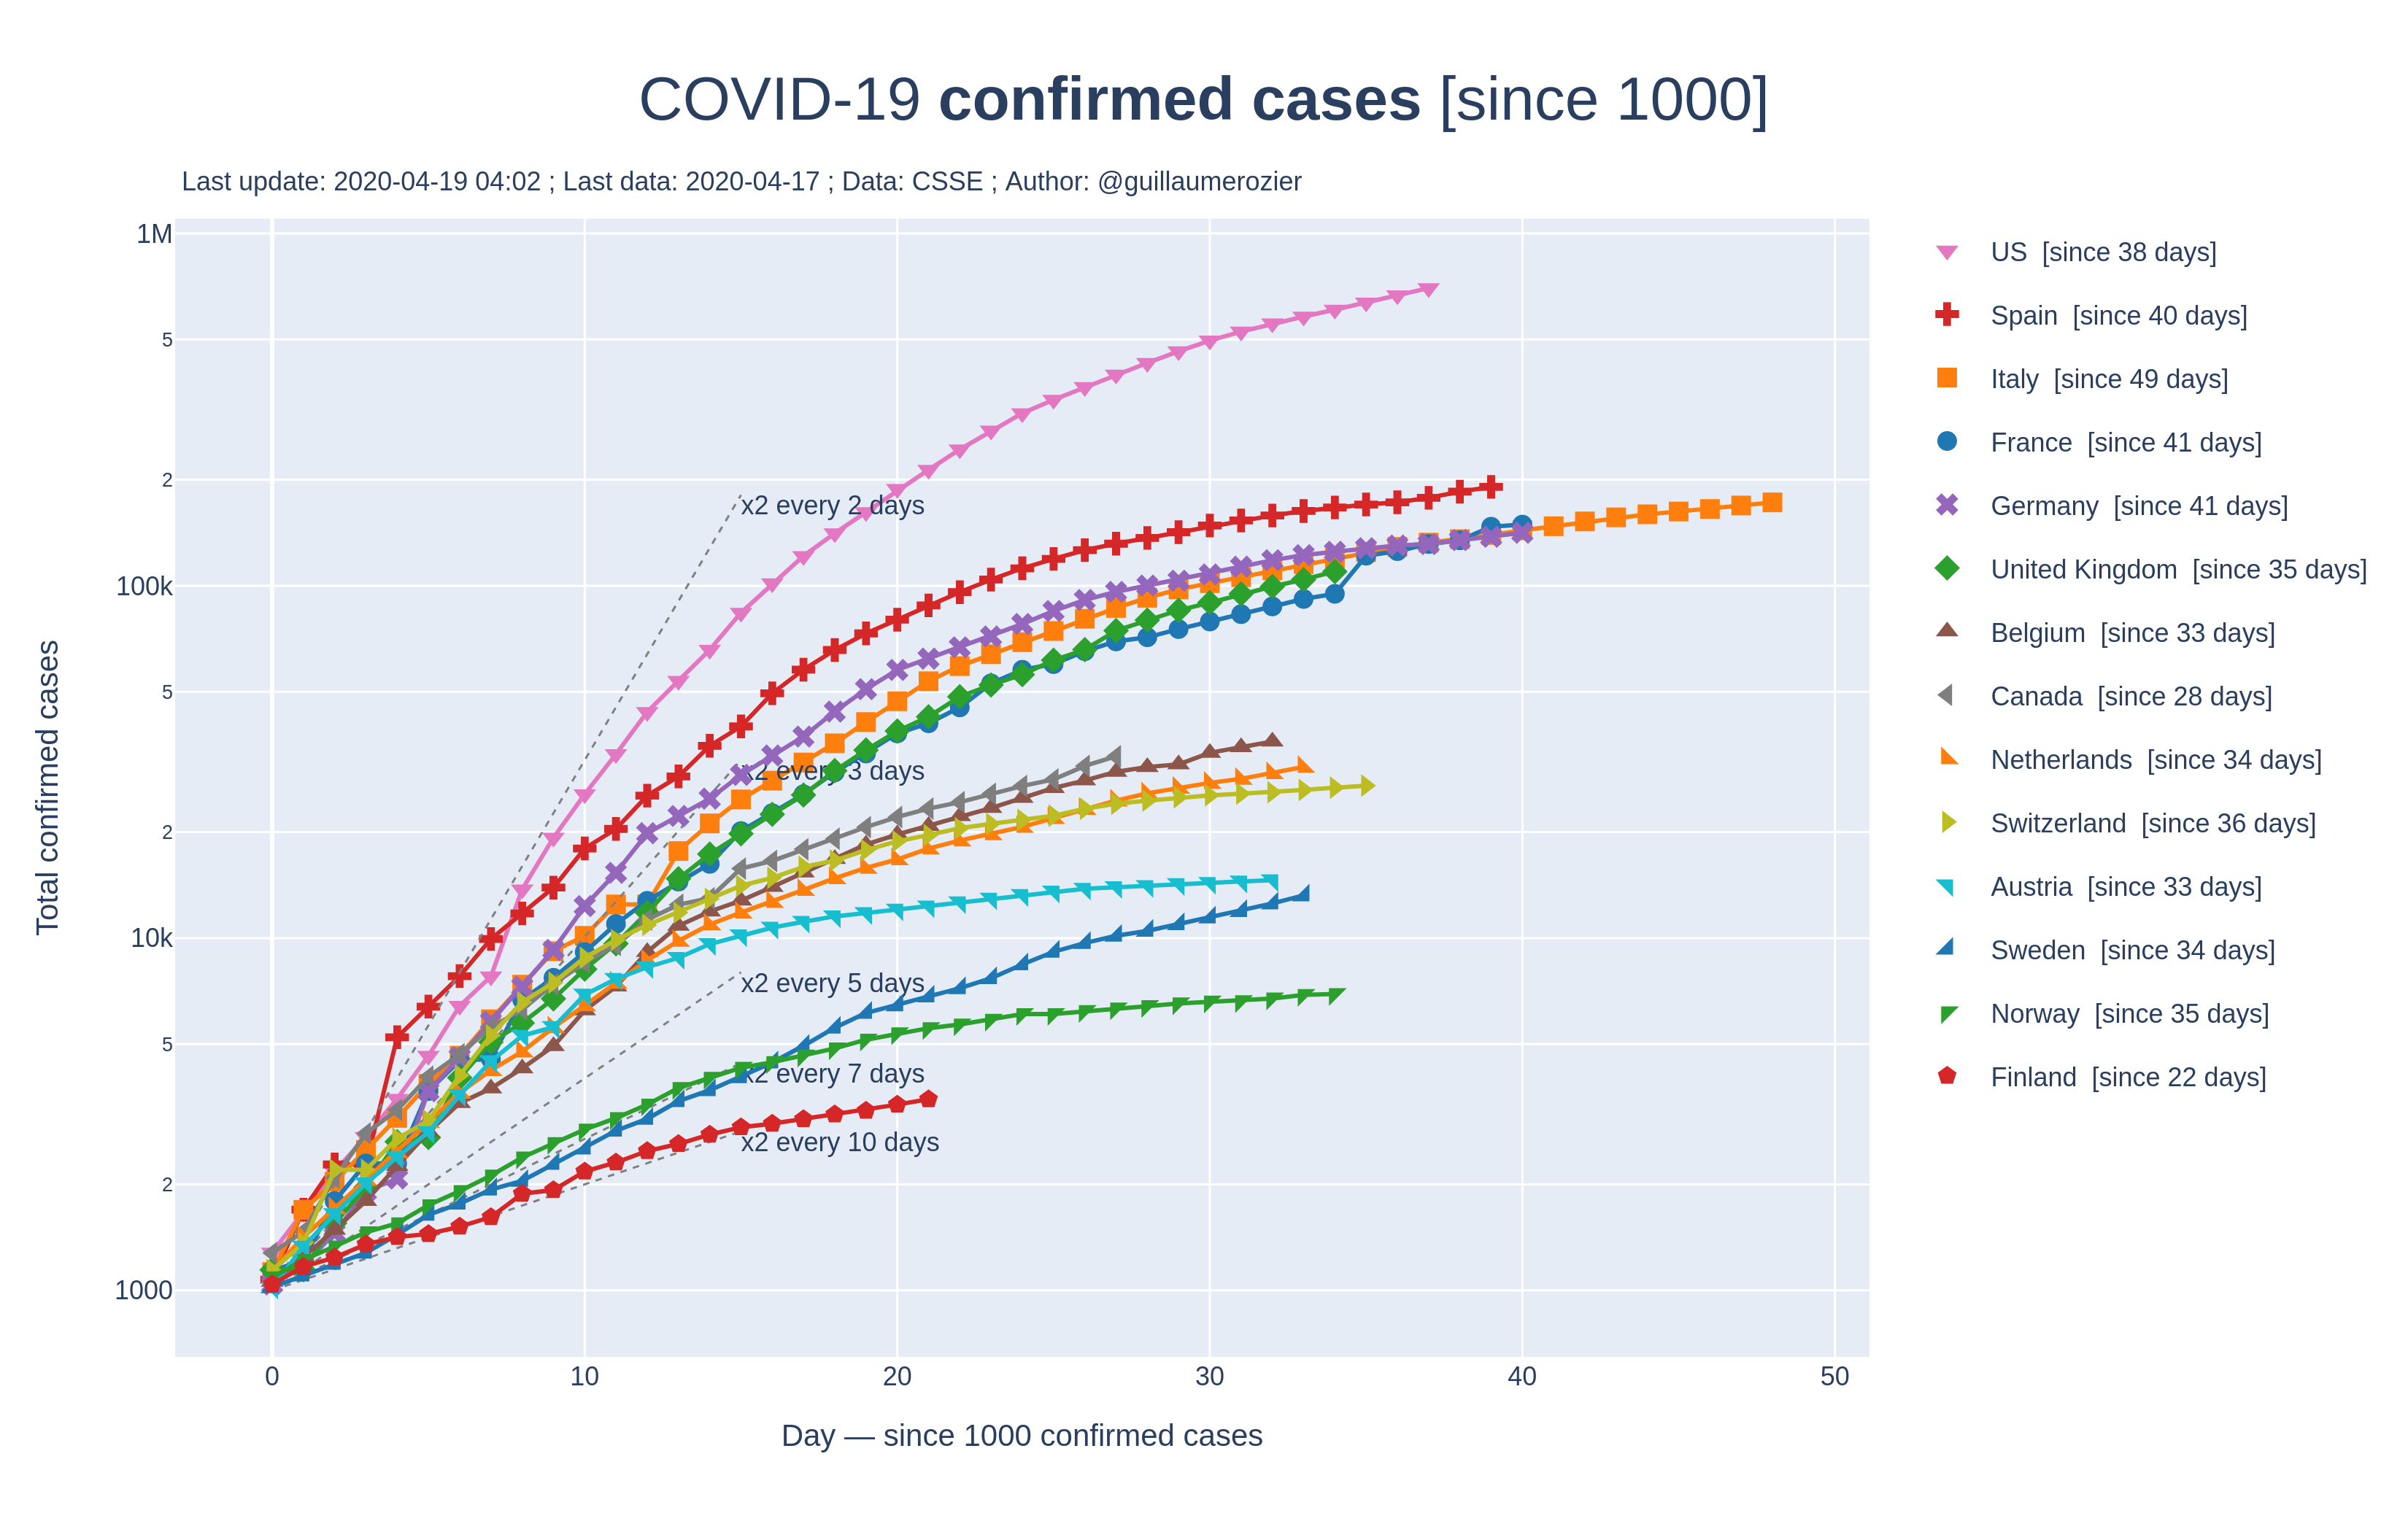 COVID-19 confirmed cases [since 1000]
Last update: 2020-04-19 04:02 ; Last data: 2020-04-17 ; Data: CSSE ; Author: @guillaumerozier
1M
5
2
100k
5
2
10k
5
2
1000
Total confirmed cases
x2 every 2 days
x2 every 3 days
x2 every 5 days
x2 every 7 days
x2 every 10 days
0 10 20 30 40 50
Day — since 1000 confirmed cases
US [since 38 days]
Spain [since 40 days]
Italy [since 49 days]
France [since 41 days]
Germany [since 41 days]
United Kingdom [since 35 days]
Belgium [since 33 days]
Canada [since 28 days]
Netherlands [since 34 days]
Switzerland [since 36 days]
Austria [since 33 days]
Sweden [since 34 days]
Norway [since 35 days]
Finland [since 22 days]